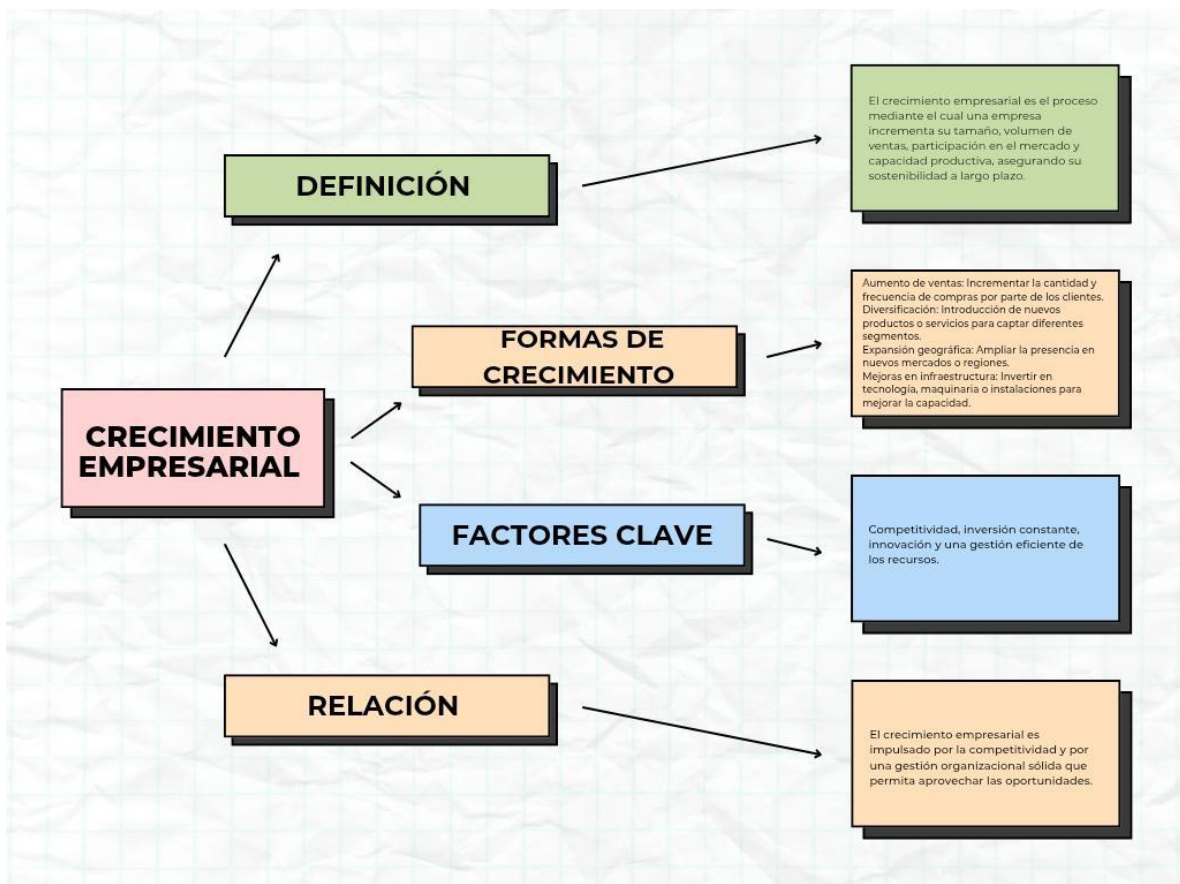 CRECIMIENTO
EMPRESARIAL
DEFINICIÓN
El crecimiento empresarial es el proceso
mediante el cual una empresa
incrementa su tamaño, volumen de
ventas, participación en el mercado y
capacidad productiva, asegurando su
sostenibilidad a largo plazo.
FORMAS DE
CRECIMIENTO
Aumento de ventas: Incrementar la cantidad y
frecuencia de compras por parte de los clientes.
Diversificación: Introducción de nuevos
productos o servicios para captar diferentes
segmentos.
Expansión geográfica: Ampliar la presencia en
nuevos mercados o regiones.
Mejoras en infraestructura: Invertir en
tecnología, maquinaria o instalaciones para
mejorar la capacidad.
FACTORES CLAVE
Competitividad, inversión constante,
innovación y una gestión eficiente de
los recursos.
RELACIÓN
El crecimiento empresarial es
impulsado por la competitividad y por
una gestión organizacional sólida que
permita aprovechar las oportunidades.